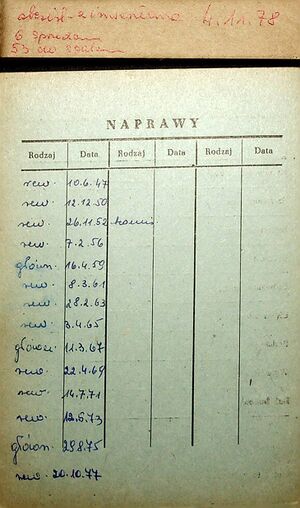 4.11.78
6
53 do
NAPRAWY
Rodzaj Data Rodzaj Data Rodzaj Data
rew. 10.6.47
rew. 12.12.50
rew. 26.11.52
rew. 7.2.56
główn. 16.4.59
rew. 8.3.61
rew. 28.2.63
rew. 3.4.65
główn. 11.3.67
rew. 22.4.69
rew. 14.7.71
rew. 12.6.73
główn. 29.8.75
rew. 20.10.77